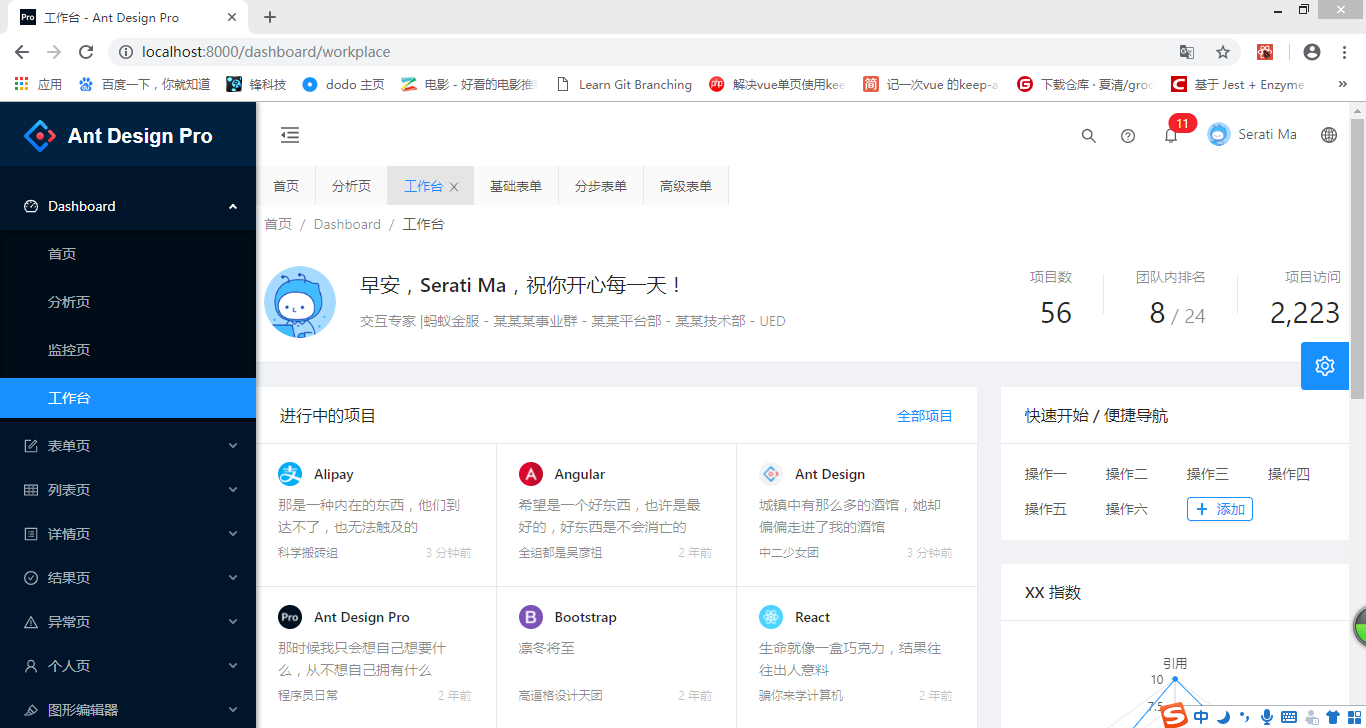 Pro 工作台 - Ant Design Pro
localhost:8000/dashboard/workplace
应用 百度一下，你就知道 锋科技 dodo 主页 电影 - 好看的电影推 Learn Git Branching php 解决vue单页使用kee 简 记一次vue 的keep-a G 下载仓库 · 夏清/groc C 基于 Jest + Enzyme »
Ant Design Pro
11
Serati Ma
首页 分析页 工作台 基础表单 分步表单 高级表单
首页 / Dashboard / 工作台
Dashboard
首页
分析页
监控页
工作台
表单页
列表页
详情页
结果页
异常页
个人页
图形编辑器
早安，Serati Ma，祝你开心每一天！
交互专家 |蚂蚁金服 - 某某某事业群 - 某某平台部 - 某某技术部 - UED
项目数 团队内排名 项目访问
56 8 / 24 2,223
进行中的项目 全部项目
Alipay
那是一种内在的东西，他们到
达不了，也无法触及的
科学搬砖组 3 分钟前
A Angular
希望是一个好东西，也许是最
好的，好东西是不会消亡的
全组都是吴彦祖 2 年前
Ant Design
城镇中有那么多的酒馆，她却
偏偏走进了我的酒馆
中二少女团 3 分钟前
Pro Ant Design Pro
那时候我只会想自己想要什
么，从不想自己拥有什么
程序员日常 2 年前
B Bootstrap
凛冬将至
高逼格设计天团 2 年前
React
生命就像一盒巧克力，结果往
往出人意料
骗你来学计算机 2 年前
快速开始 / 便捷导航
操作一 操作二 操作三 操作四
操作五 操作六 + 添加
XX 指数
引用
10
7.5
S 中